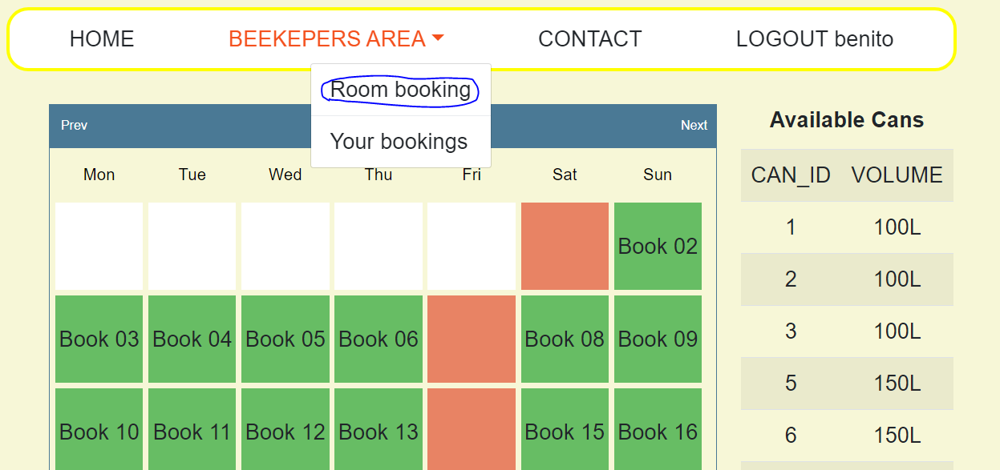 HOME BEEKEPERS AREA CONTACT LOGOUT benito
Room booking
Your bookings
Prev Next
Mon Tue Wed Thu Fri Sat Sun
Book 02
Book 03 Book 04 Book 05 Book 06 Book 08 Book 09
Book 10 Book 11 Book 12 Book 13 Book 15 Book 16
Available Cans
CAN_ID VOLUME
1 100L
2 100L
3 100L
5 150L
6 150L